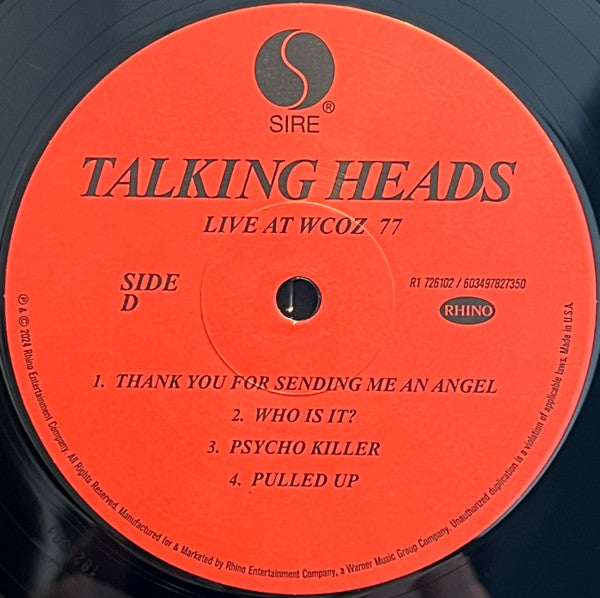 SIRE®
TALKING HEADS
LIVE AT WCOZ 77
SIDE
D
R1 726102 / 603497827350
RHINO
1. THANK YOU FOR SENDING ME AN ANGEL
2. WHO IS IT?
3. PSYCHO KILLER
4. PULLED UP
℗ & © 2024 Rhino Entertainment Company. All Rights Reserved. Manufactured for & Marketed by Rhino Entertainment Company, a Warner Music Group Company. Unauthorized duplication is a violation of applicable laws. Made in U.S.A.